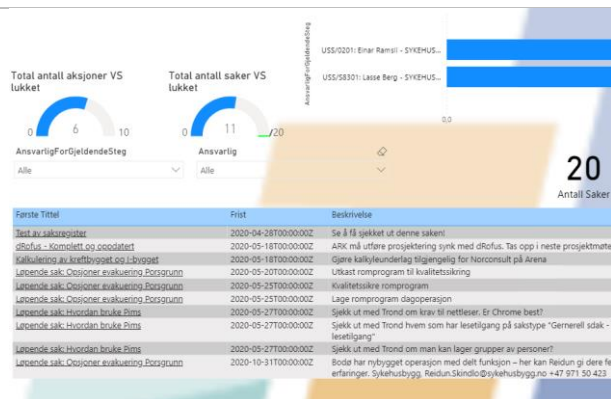 AnsvarligForGjeldendeSteg
USS/0201: Einar Ramsli - SYKEHUS...
USS/S8301: Lasse Berg - SYKEHUS...
0,0
Total antall aksjoner VS
lukket
0 6 10
Total antall saker VS
lukket
0 11 /20
AnsvarligForGjeldendeSteg
Alle
Ansvarlig
Alle
20
Antall Saker
Første Tittel Frist Beskrivelse
Test av saksregister 2020-04-28T00:00:00Z Se å få sjekket ut denne saken!
dRofus - Komplett og oppdatert 2020-05-18T00:00:00Z ARK må utføre prosjektering synk med dRofus. Tas opp i neste prosjektmøte
Kalkulering av kreftbygget og J-bygget 2020-05-18T00:00:00Z Gjøre kalkyleunderlag tilgjengelig for Norconsult på Arena
Løpende sak: Opsjoner evakuering Porsgrunn 2020-05-20T00:00:00Z Utkast romprogram til kvalitetssikring
Løpende sak: Opsjoner evakuering Porsgrunn 2020-05-25T00:00:00Z Kvalitetssikre romprogram
Løpende sak: Opsjoner evakuering Porsgrunn 2020-05-25T00:00:00Z Lage romprogram dagoperasjon
Løpende sak: Hvordan bruke Pims 2020-05-27T00:00:00Z Sjekk ut med Trond om krav til nettleser. Er Chrome best?
Løpende sak: Hvordan bruke Pims 2020-05-27T00:00:00Z Sjekk ut med Trond hvem som har lesetilgang på sakstype "Gernerell sdak -
lesetilgang"
Løpende sak: Hvordan bruke Pims 2020-05-27T00:00:00Z Sjekk ut med Trond om man kan lager grupper av personer?
Løpende sak: Opsjoner evakuering Porsgrunn 2020-10-31T00:00:00Z Bodø har nybygget operasjon med delt funksjon – her kan Reidun gi dere
erfaringer. Sykehusbygg, Reidun.Skindlo@sykehusbygg.no +47 971 50 423